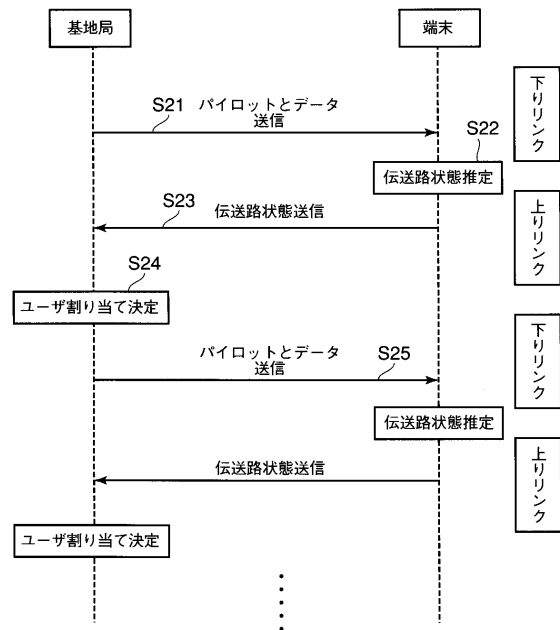 基地局
端末
S21
パイロットとデータ
送信
下りリンク
S22
伝送路状態推定
S23
伝送路状態送信
上りリンク
S24
ユーザ割り当て決定
パイロットとデータ
送信
S25
下りリンク
伝送路状態推定
伝送路状態送信
上りリンク
ユーザ割り当て決定